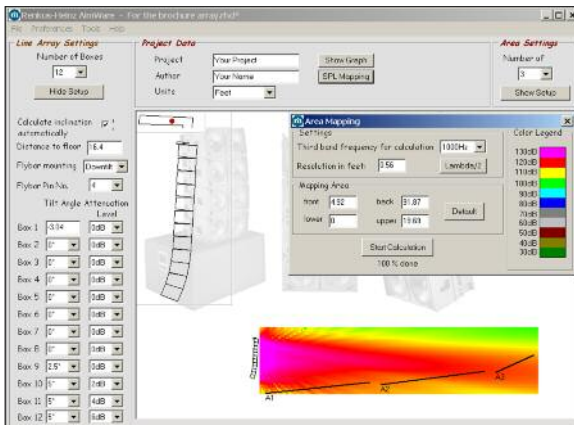 Renkus-Heinz AimWare - For the brochure array.rhz*
File Preferences Tools Help
Line Array Settings
Number of Boxes
12
Hide Setup
Project Data
Project Your Project Show Graph
Author Your Name SPL Mapping
Units Feet
Area Settings
Number of
3
Show Setup
Calculate inclination
automatically
Distance to floor 16.4
Flybar mounting Downtilt
Flybar Pin No. 4
Tilt Angle Attenuation
Level
Box 1 0dB
Box 2 0° 0dB
Box 3 0° 0dB
Box 4 0° 0dB
Box 5 0° 0dB
Box 6 0° 0dB
Box 7 0° 0dB
Box 8 0° 0dB
Box 9 2.5° 0dB
Box 10 5° 2dB
Box 11 5° 4dB
Box 12 5° 6dB
Area Mapping
Settings
Third band frequency for calculation 1000Hz
Resolution in feet: 0.56 Lambda/2
Mapping Area
front 4.92 back 91.87
lower 0 upper 19.69
Default
Start Calculation
100 % done
Color Legend
130dB
120dB
110dB
100dB
90dB
80dB
70dB
60dB
50dB
40dB
30dB
A1
A2
A3